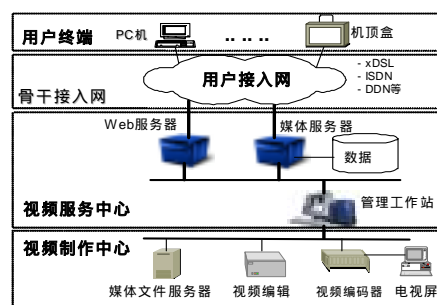 用户终端
PC机
.. .. ..
机顶盒
用户接入网
- xDSL
- ISDN
- DDN等
骨干接入网
Web服务器
媒体服务器
数据
管理工作站
视频服务中心
视频制作中心
媒体文件服务器
视频编辑
视频编码器
电视屏